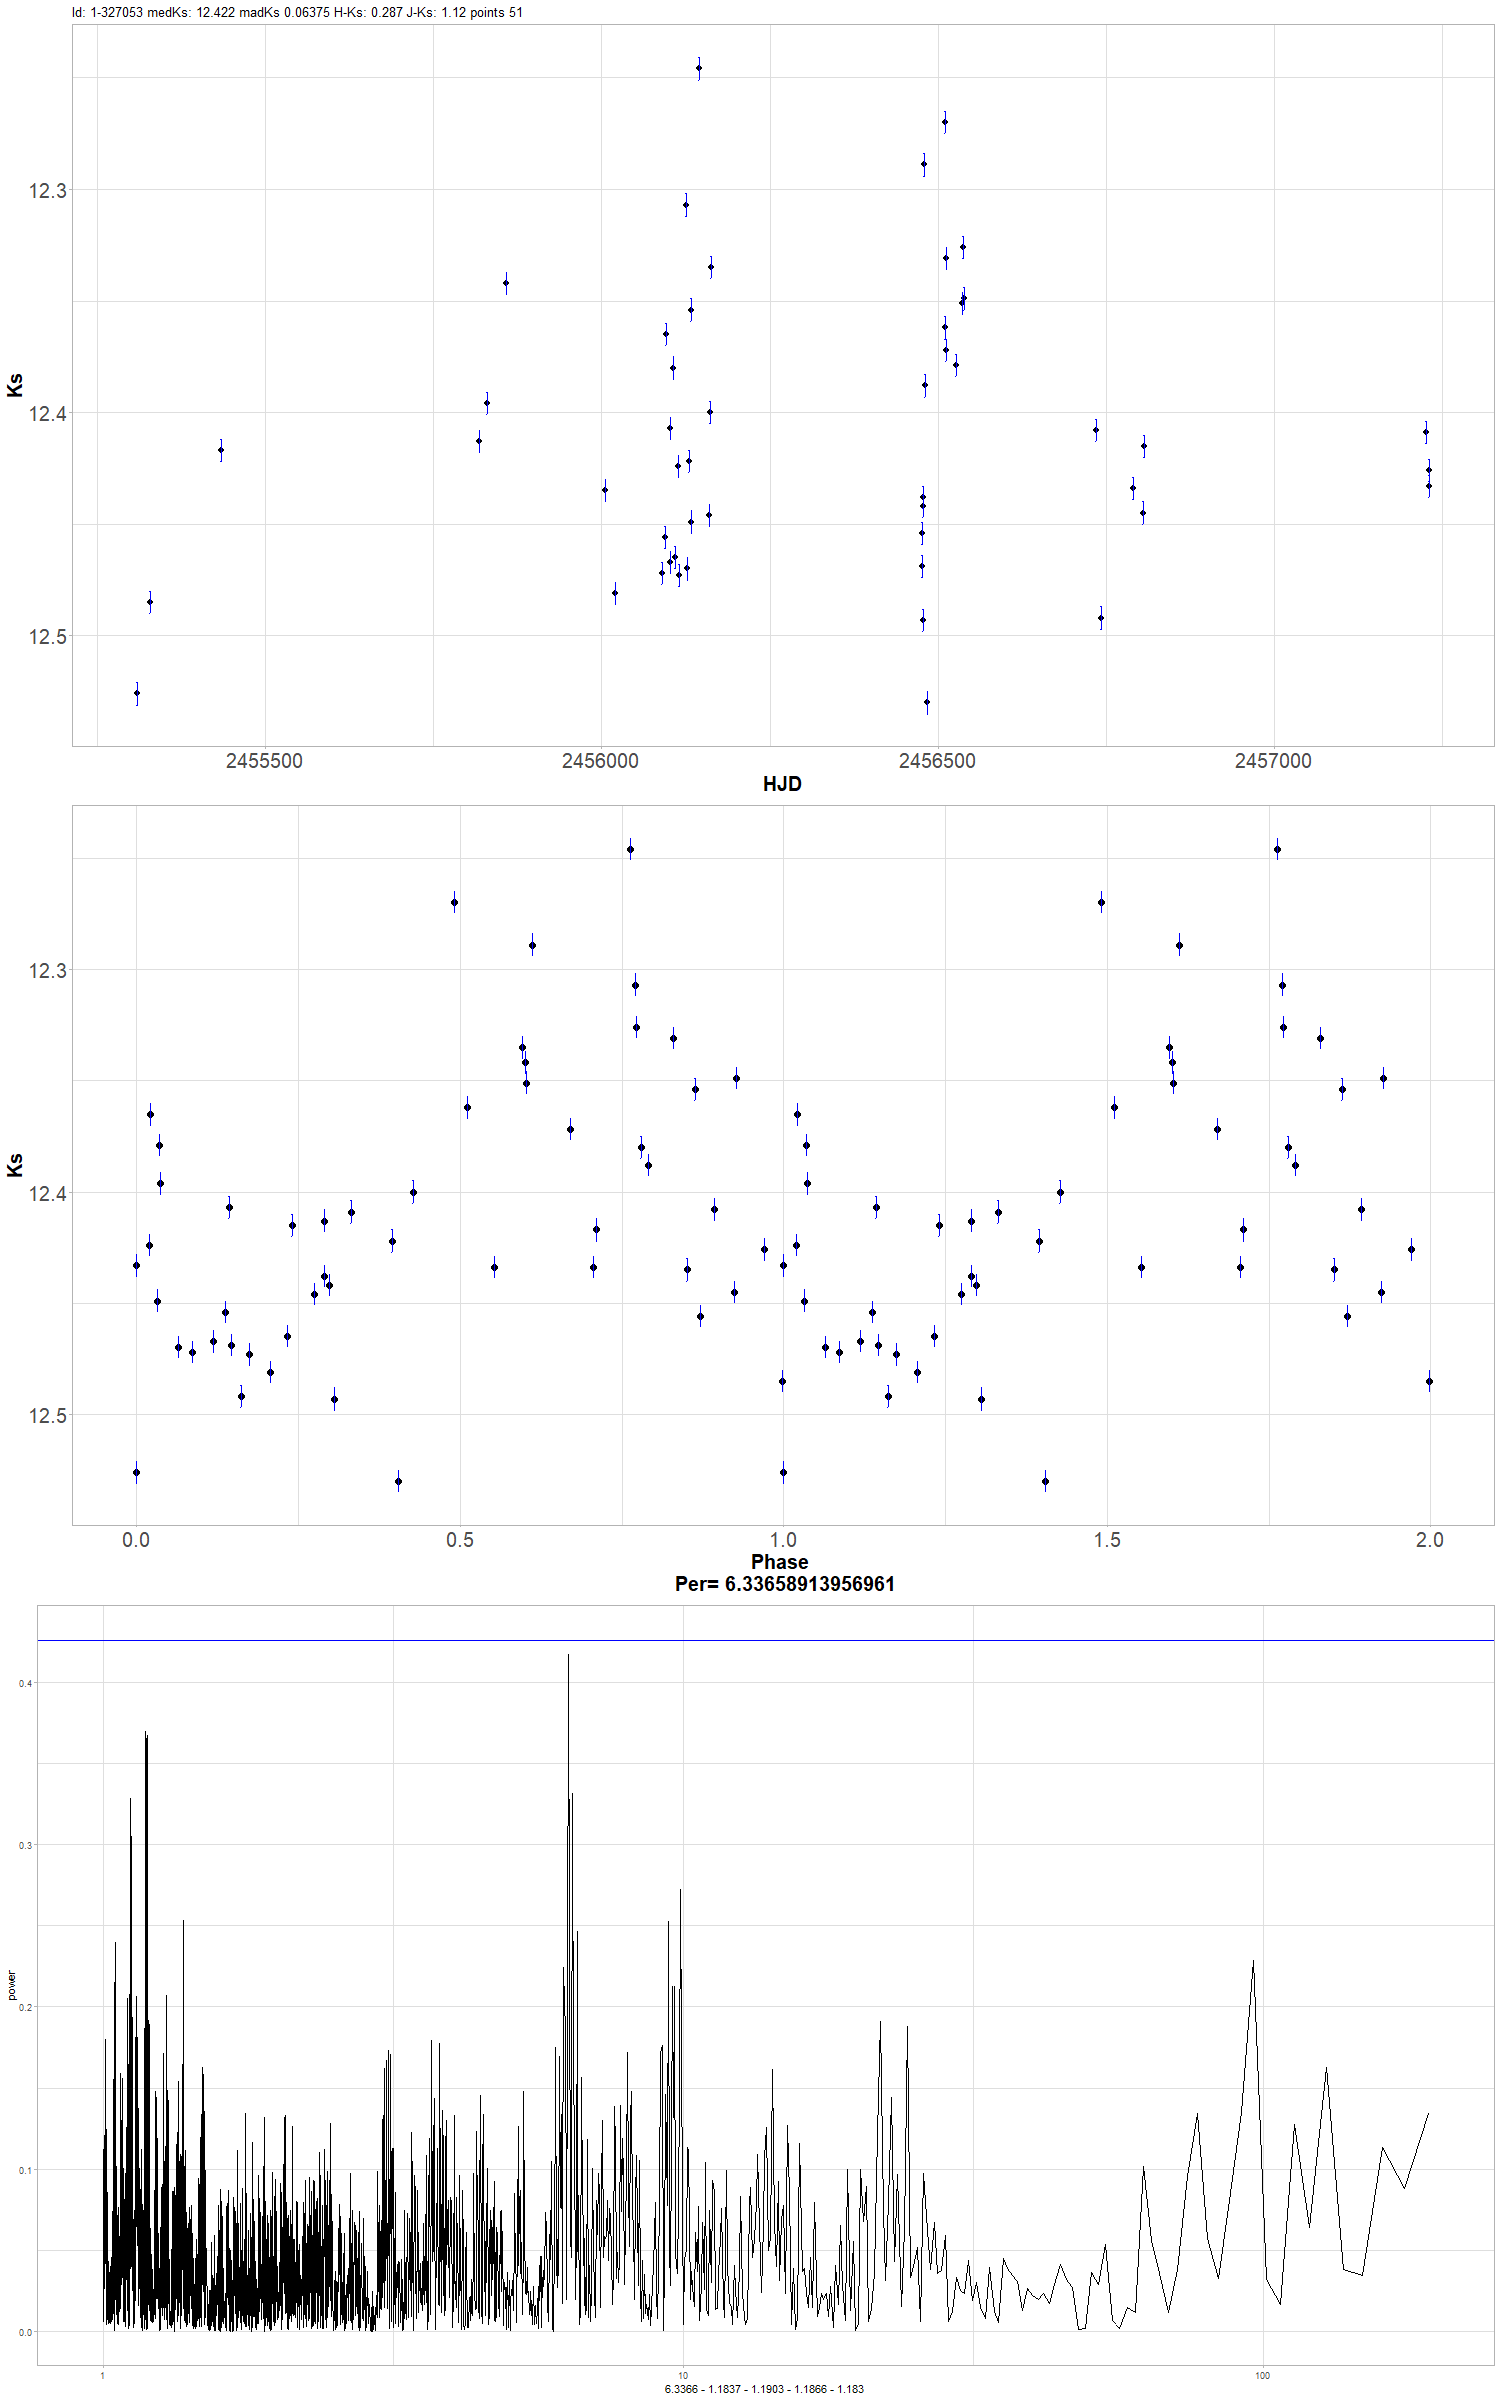 Id: 1-327053 medKs: 12.422 madKs 0.06375 H-Ks: 0.287 J-Ks: 1.12 points 51
12.3
12.4
12.5
Ks
2455500 2456000 2456500 2457000
HJD
12.3
12.4
12.5
Ks
0.0 0.5 1.0 1.5 2.0
Phase
Per= 6.33658913956961
0.4
0.3
0.2
0.1
0.0
power
1 10 100
6.3366 - 1.1837 - 1.1903 - 1.1866 - 1.183